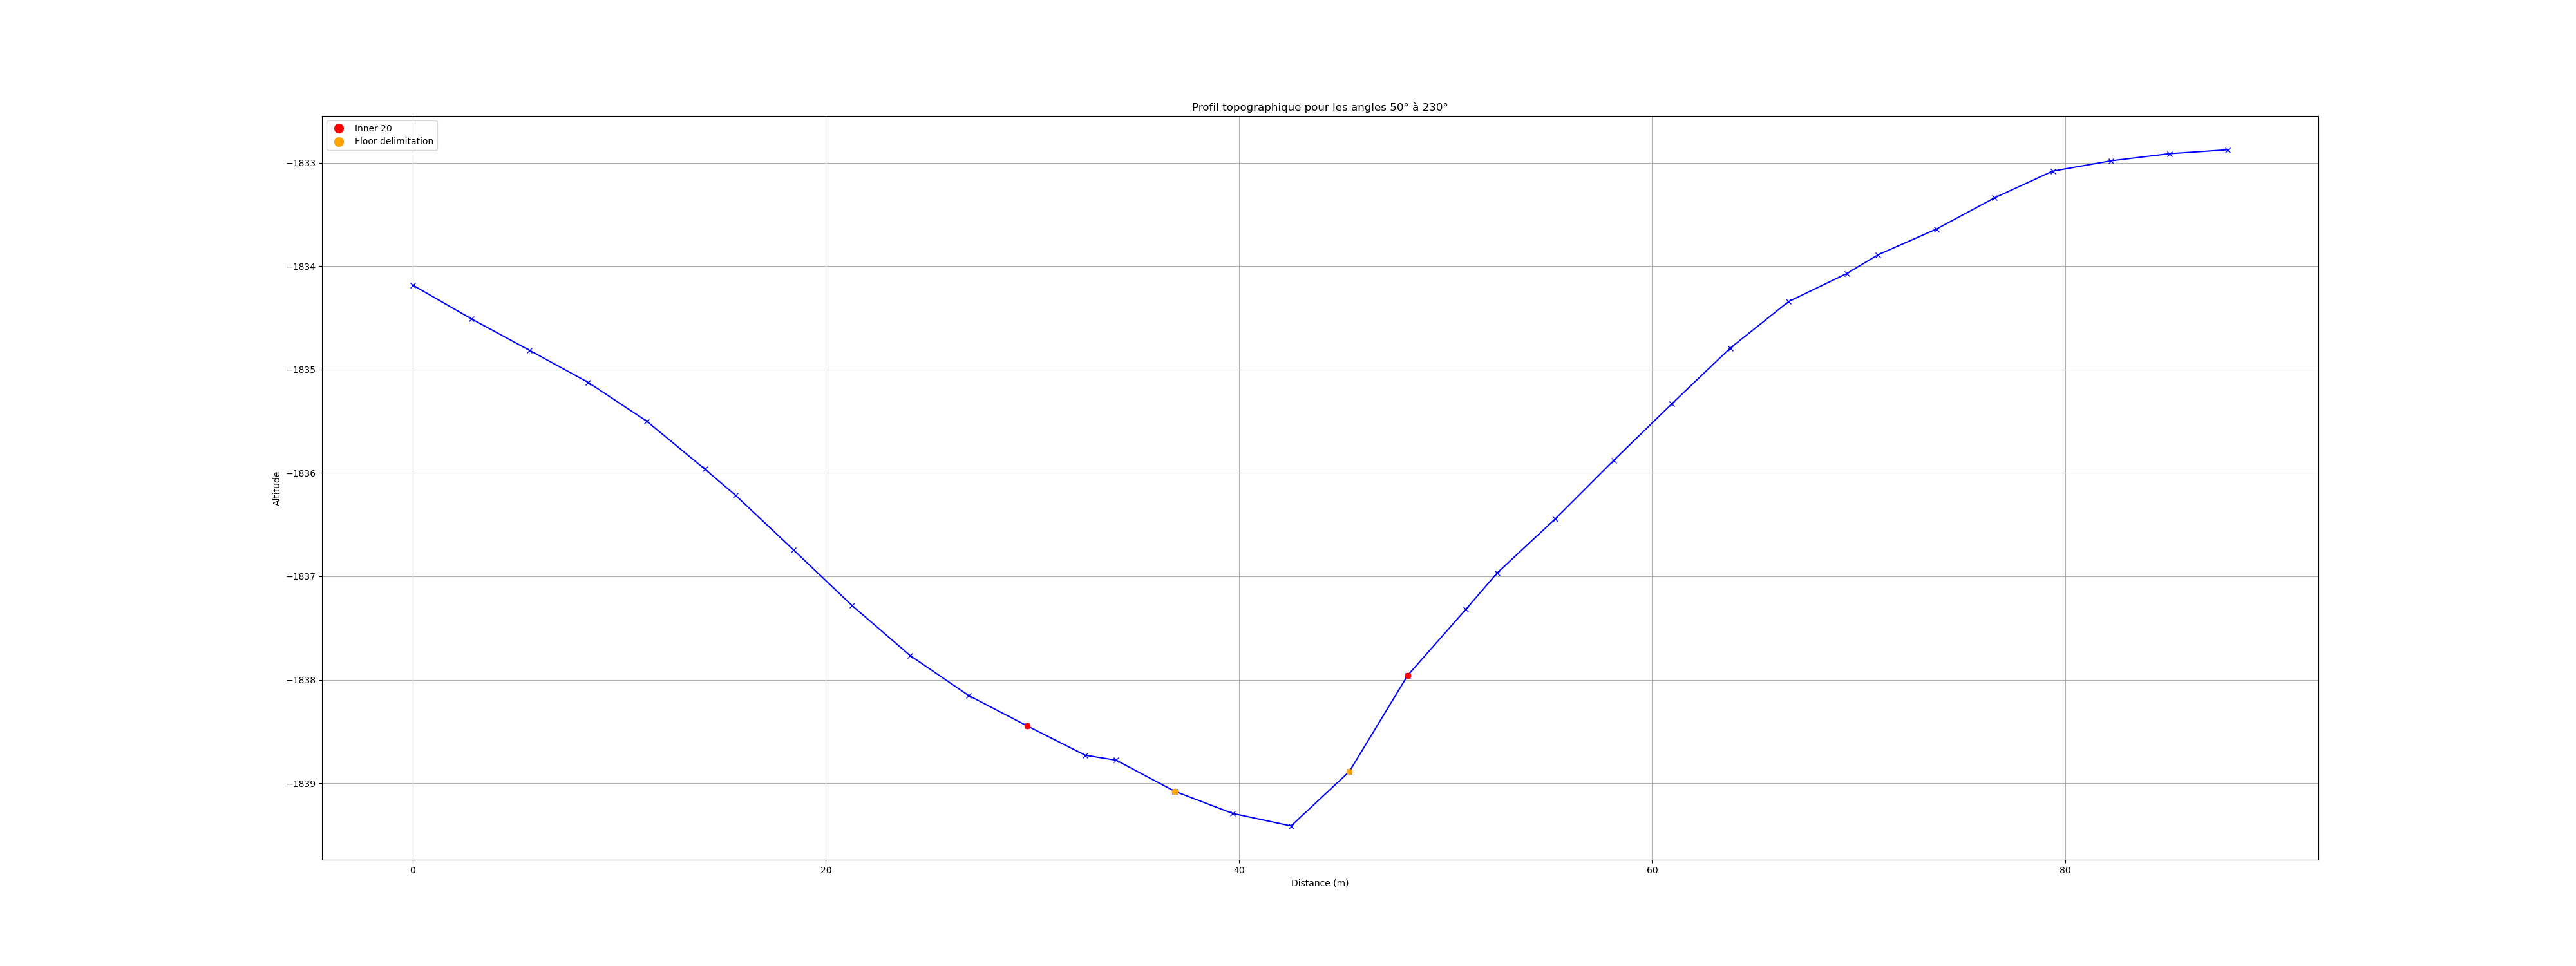 Profil topographique pour les angles 50° à 230°
Inner 20
Floor delimitation
−1833
−1834
−1835
−1836
−1837
−1838
−1839
Altitude
0
20
40
60
80
Distance (m)